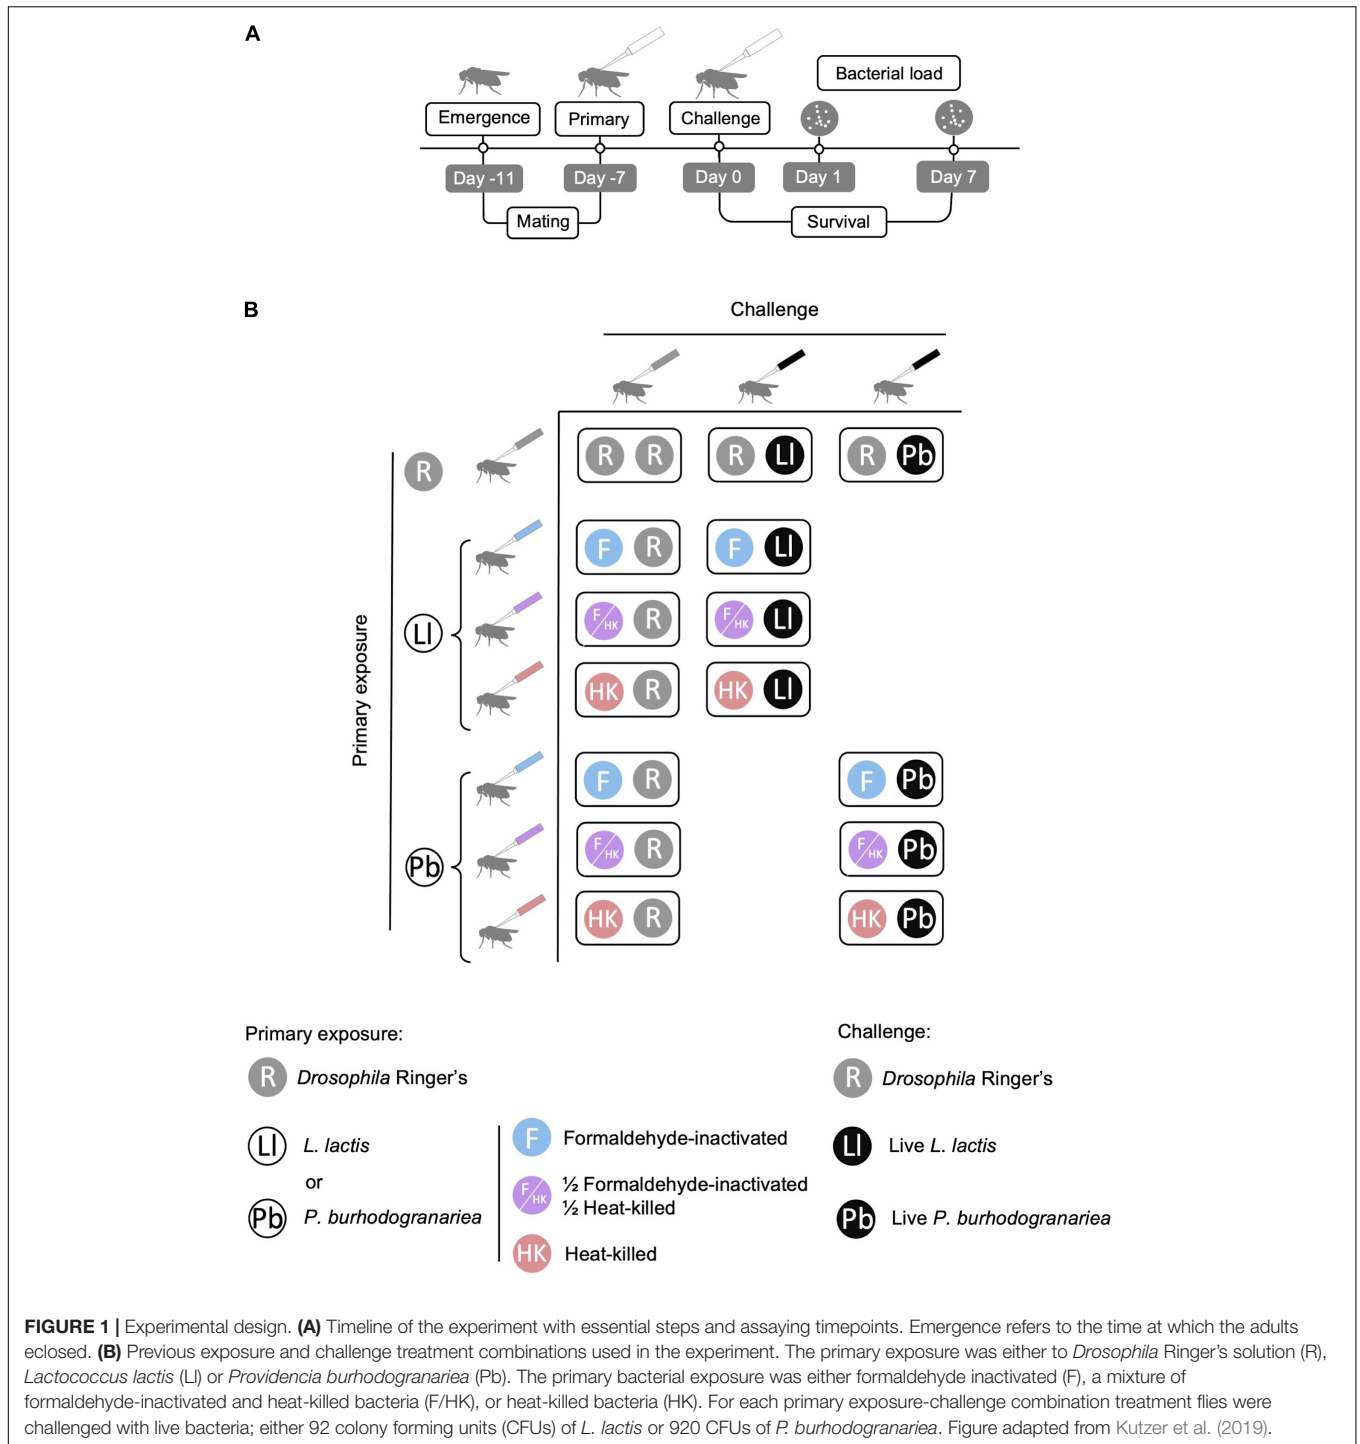 A
Bacterial load
Emergence
Primary
Challenge
Day -11
Day -7
Day 0
Day 1
Day 7
Mating
Survival
B
Challenge
Primary exposure
R
R R
R Ll
R Pb
Ll
F R
F Ll
F/HK R
F/HK Ll
HK R
HK Ll
Pb
F R
F Pb
F/HK R
F/HK Pb
HK R
HK Pb
Primary exposure:
R Drosophila Ringer's
Ll L. lactis
or
Pb P. burhodogranariea
F Formaldehyde-inactivated
F/HK ½ Formaldehyde-inactivated
½ Heat-killed
HK Heat-killed
Challenge:
R Drosophila Ringer's
Ll Live L. lactis
Pb Live P. burhodogranariea
FIGURE 1 | Experimental design. (A) Timeline of the experiment with essential steps and assaying timepoints. Emergence refers to the time at which the adults
eclosed. (B) Previous exposure and challenge treatment combinations used in the experiment. The primary exposure was either to Drosophila Ringer's solution (R),
Lactococcus lactis (Ll) or Providencia burhodogranariea (Pb). The primary bacterial exposure was either formaldehyde inactivated (F), a mixture of
formaldehyde-inactivated and heat-killed bacteria (F/HK), or heat-killed bacteria (HK). For each primary exposure-challenge combination treatment flies were
challenged with live bacteria; either 92 colony forming units (CFUs) of L. lactis or 920 CFUs of P. burhodogranariea. Figure adapted from Kutzer et al. (2019).